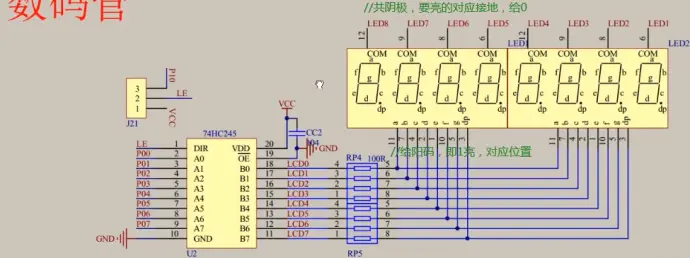 数码管
//共阴极，要亮的对应接地，给0
LED8 LED7 LED6 LED5 LED4 LED3 LED2 LED1
12 9 8 6 12 9 8 6
LED1 LED2
COM COM COM COM COM COM COM COM
a a a a a a a a
f b f b f b f b f b f b f b f b
g g g g g g g g
e c e c e c e c e c e c e c e c
d d d d d d d d
dp dp dp dp dp dp dp dp
a b c d e f g dp a b c d e f g dp
11 7 4 2 1 10 5 3 11 7 4 2 1 10 5 3
//给阳码，即1亮，对应位置
P10
3
2 LE
1
J21 VCC
VCC
74HC245 CC2
104
GND
LE 1 DIR VDD 20
P00 2 A0 OE 19
P01 3 A1 B0 18 LCD0 4 RP4 100R 5
P02 4 A2 B1 17 LCD1 3 6
P03 5 A3 B2 16 LCD2 2 7
P04 6 A4 B3 15 LCD3 1 8
P05 7 A5 B4 14 LCD4 4 5
P06 8 A6 B5 13 LCD5 3 6
P07 9 A7 B6 12 LCD6 2 7
GND 10 GND B7 11 LCD7 1 8
U2 RP5